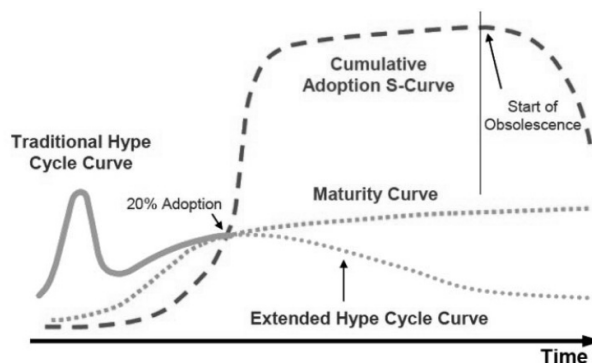 Cumulative
Adoption S-Curve
Start of
Obsolescence
Traditional Hype
Cycle Curve
20% Adoption
Maturity Curve
Extended Hype Cycle Curve
Time